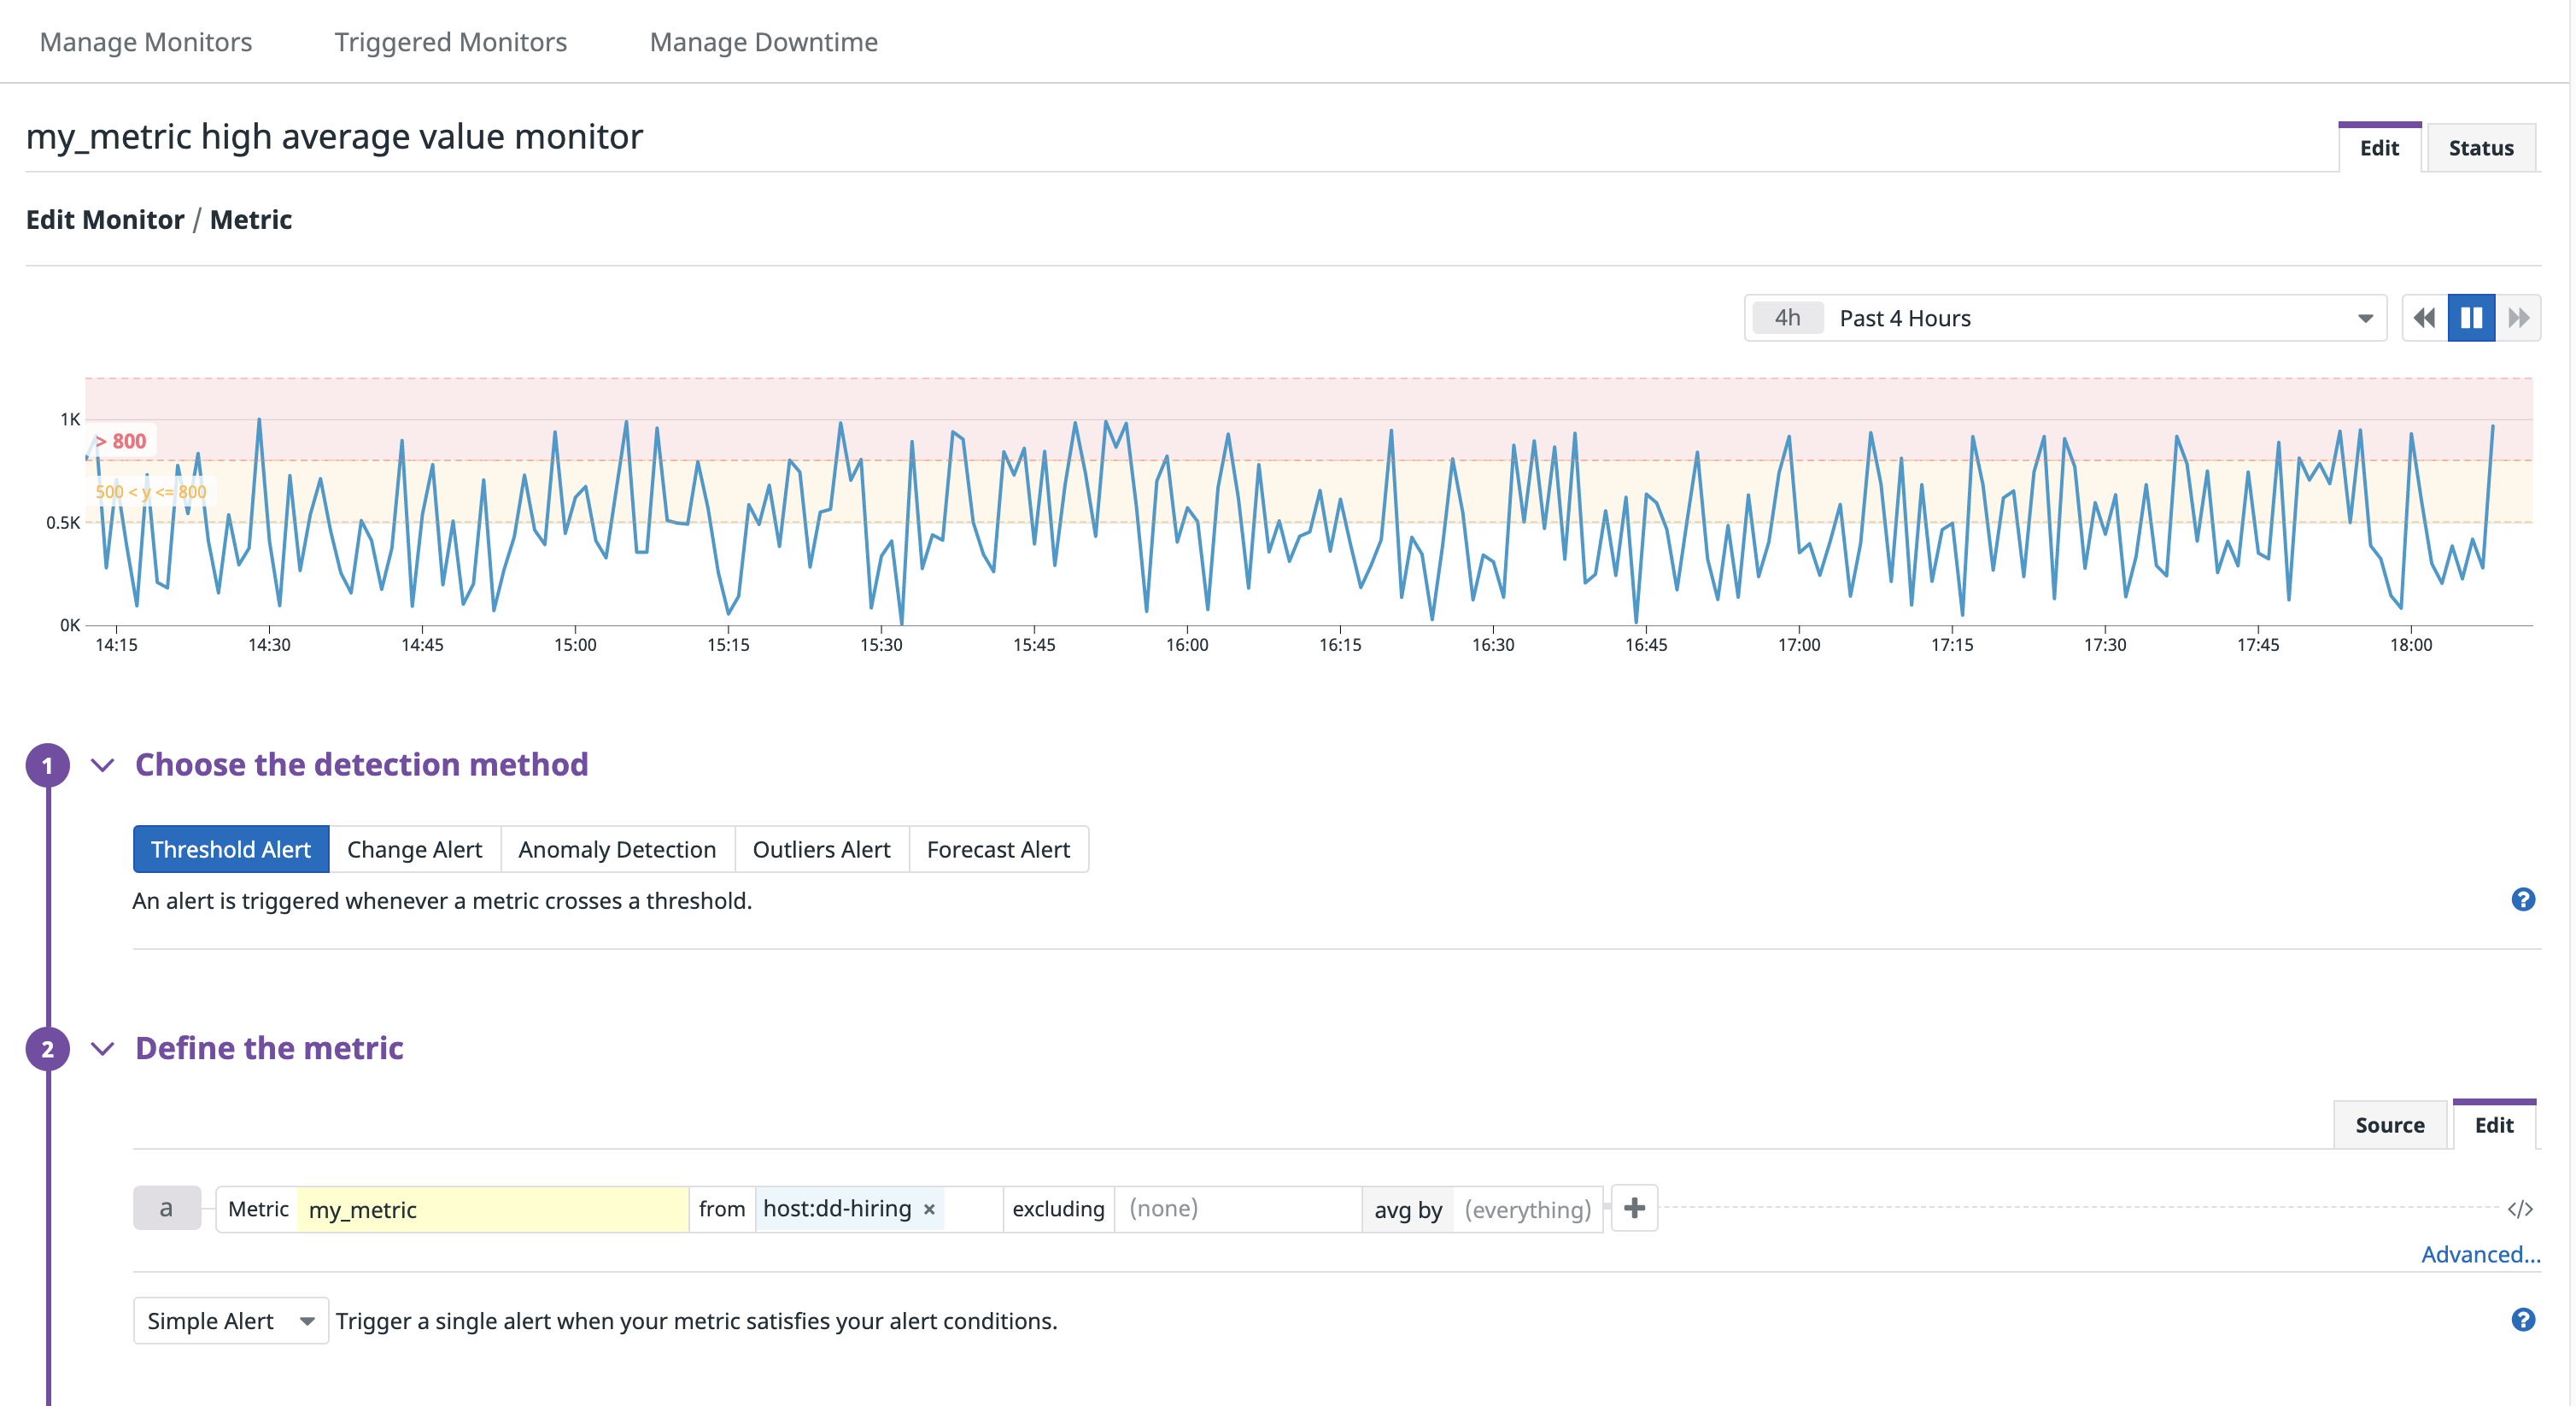 Manage Monitors Triggered Monitors Manage Downtime
my_metric high average value monitor
Edit Status
Edit Monitor / Metric
4h Past 4 Hours
1K
> 800
500 < y <= 800
0.5K
0K
14:15 14:30 14:45 15:00 15:15 15:30 15:45 16:00 16:15 16:30 16:45 17:00 17:15 17:30 17:45 18:00
1 Choose the detection method
Threshold Alert Change Alert Anomaly Detection Outliers Alert Forecast Alert
An alert is triggered whenever a metric crosses a threshold. ?
2 Define the metric
Source Edit
a Metric my_metric from host:dd-hiring × excluding (none) avg by (everything) + </>
Advanced...
Simple Alert Trigger a single alert when your metric satisfies your alert conditions. ?